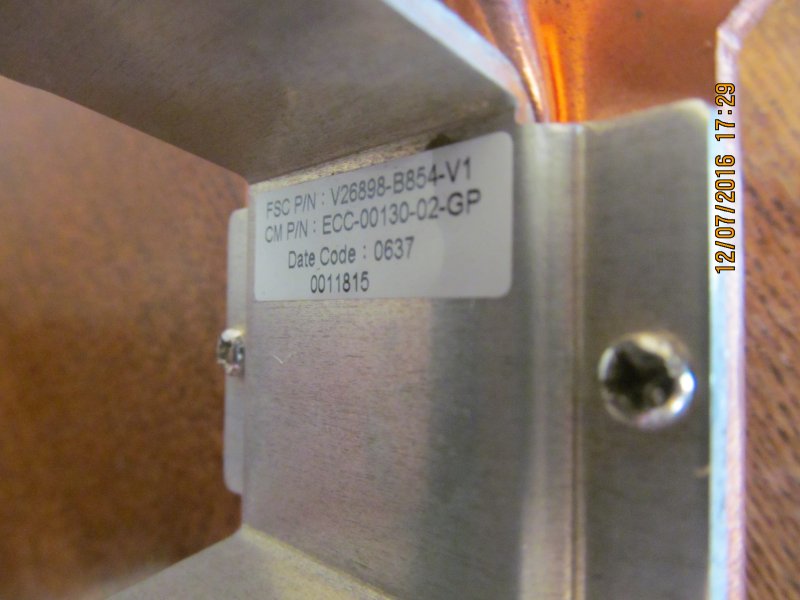 FSC P/N : V26898-B854-V1
CM P/N : ECC-00130-02-GP
Date Code : 0637
0011815
12/07/2016 17:29